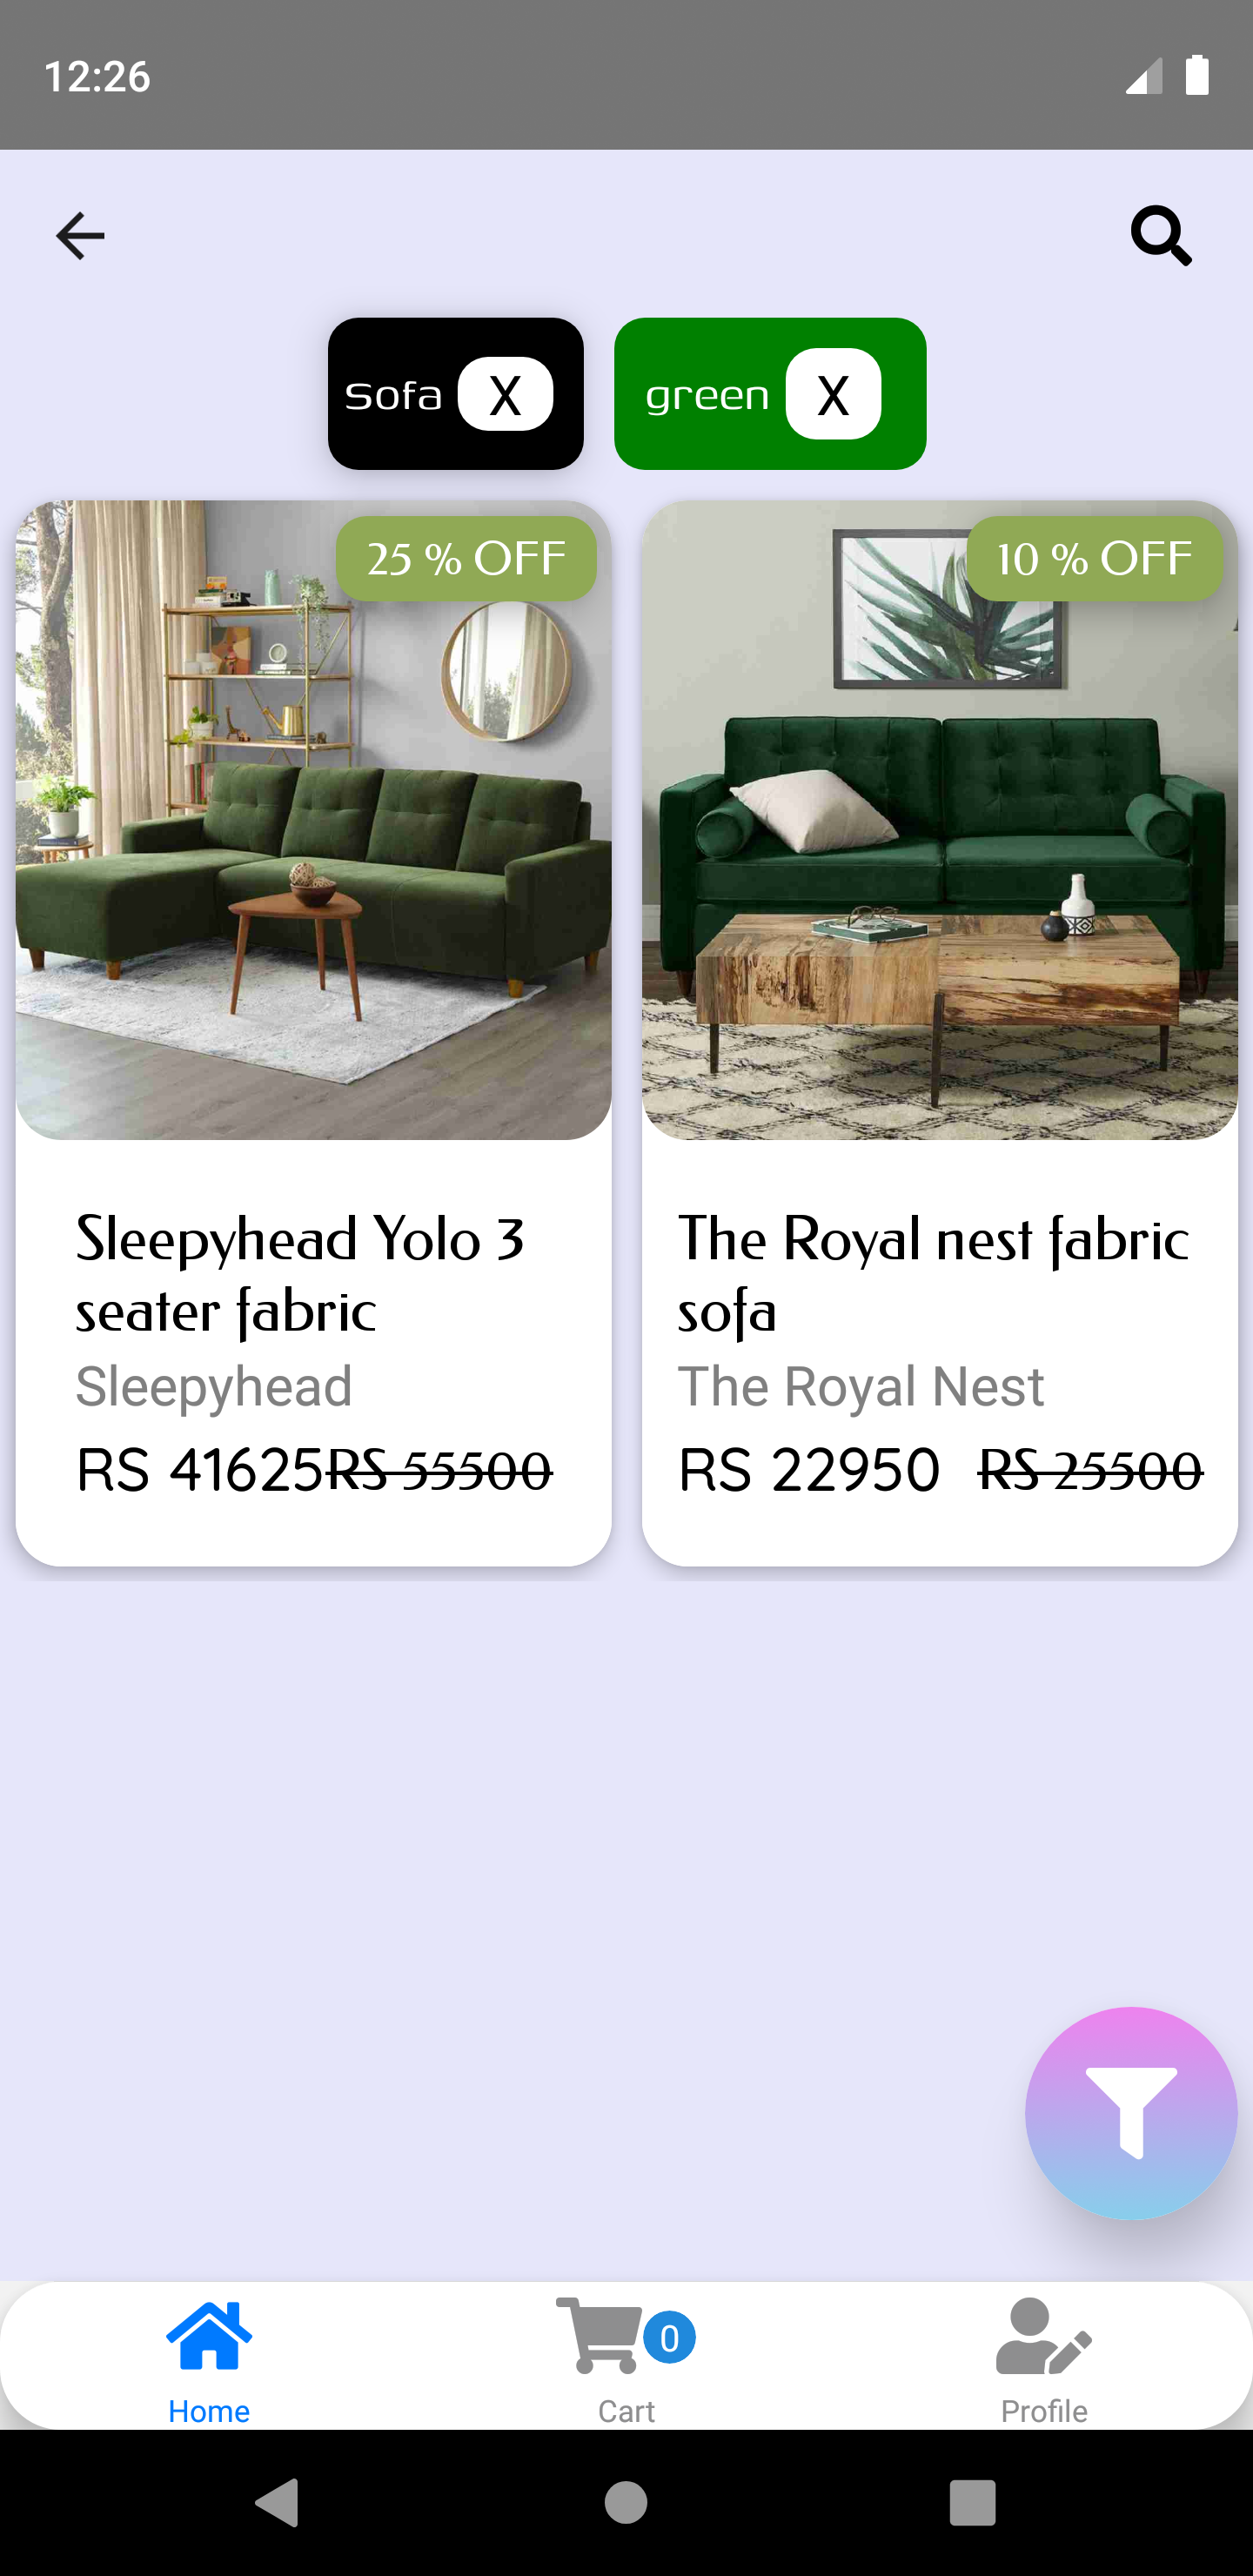 12:26
Sofa X green X
25 % OFF
10 % OFF
Sleepyhead Yolo 3
seater fabric
Sleepyhead
RS 41625 RS 55500
The Royal nest fabric
sofa
The Royal Nest
RS 22950 RS 25500
0
Home Cart Profile